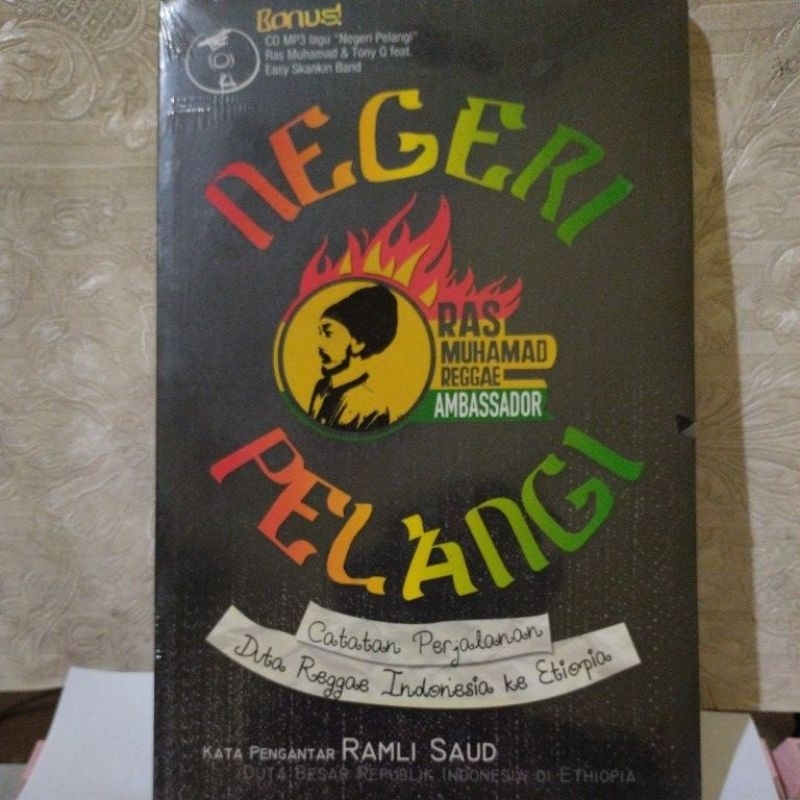 Bonus!
CD MP3 lagu "Negeri Pelangi"
Ras Muhamad & Tony Q feat.
Easy Skankin Band
NEGERI
RAS
MUHAMAD
REGGAE
AMBASSADOR
PELANGI
Catatan Perjalanan
Duta Reggae Indonesia ke Etiopia
KATA PENGANTAR RAMLI SAUD
DUTA BESAR REPUBLIK INDONESIA DI ETHIOPIA